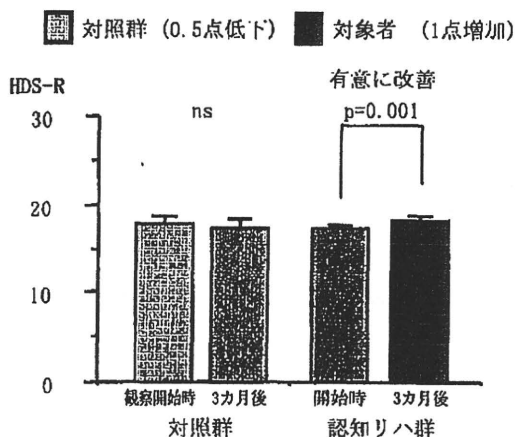 対照群 (0.5点低下) 対象者 (1点増加)
HDS-R
有意に改善
ns
p=0.001
30
20
10
0
観察開始時 3カ月後 開始時 3カ月後
対照群 認知リハ群